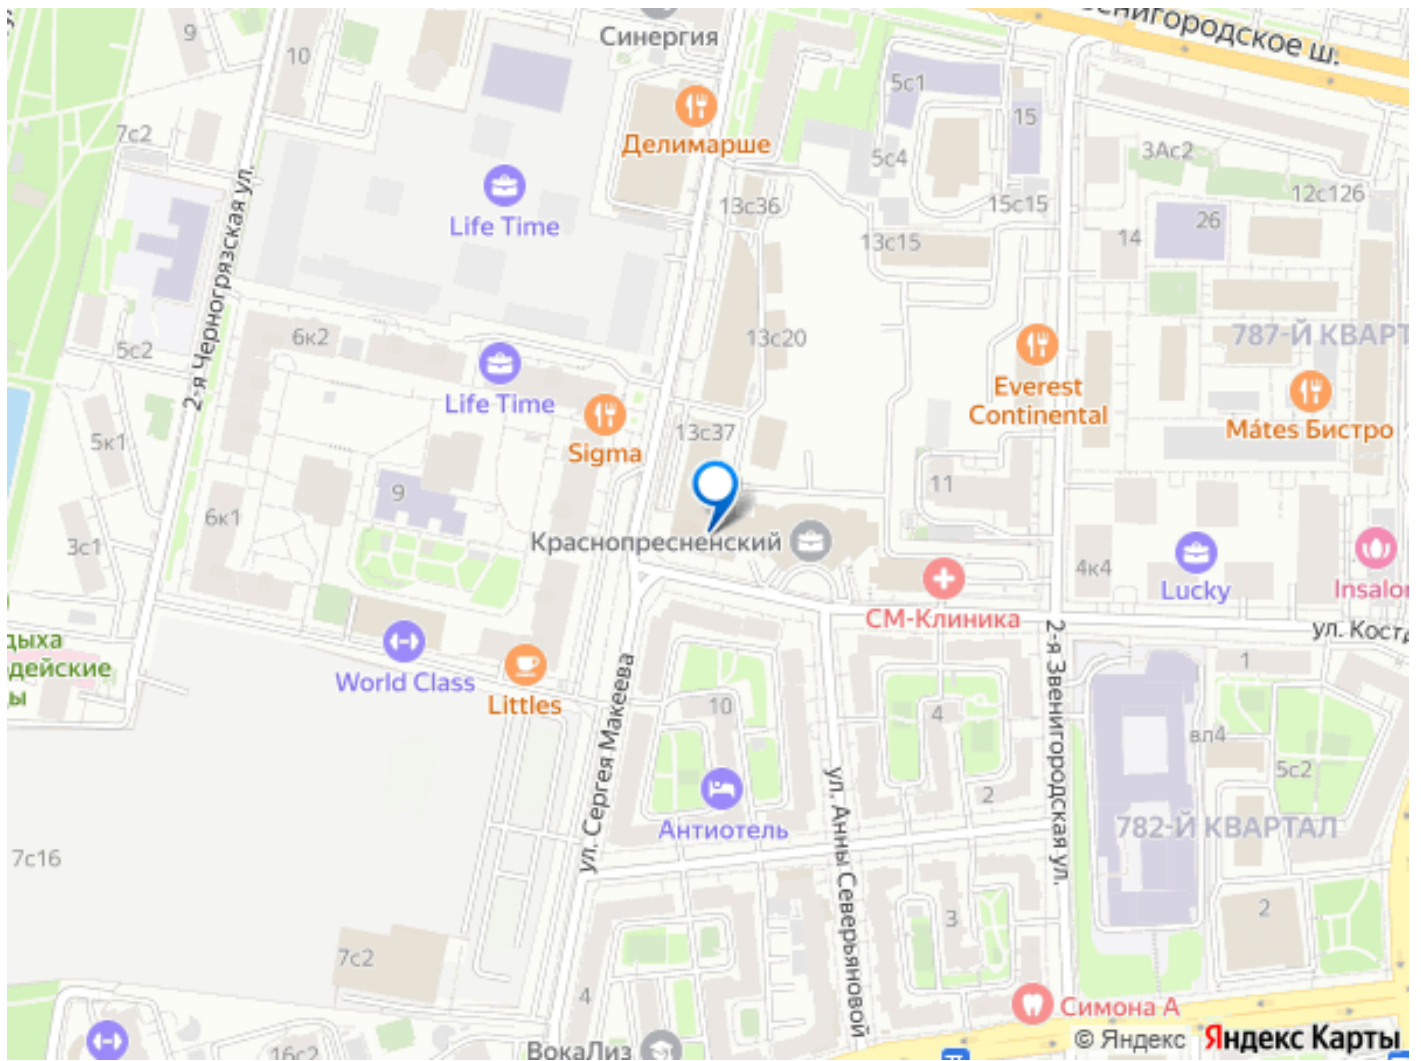 Звенигородское ш.
9
10
Синергия
5с1
15
7с2
Делимарше
5с4
3Ас2
12с126
2-я Черногрязская ул.
Life Time
13с36
15с15
13с15
14
26
6к2
5с2
13с20
787-Й КВАРТ
Life Time
Everest
Continental
Sigma
13с37
Mátes Бистро
5к1
9
11
6к1
3с1
Краснопресненский
4к4
Lucky
Insalon
СМ-Клиника
ул. Костр
дыха
дейские
ы
World Class
Littles
ул. Сергея Макеева
10
4
2-я Звенигородская ул.
1
вл4
5с2
Антиотель
ул. Анны Северьяновой
2
782-Й КВАРТАЛ
7с16
3
2
7с2
4
Симона А
16с2
ВокаЛиз
© Яндекс Яндекс Карты